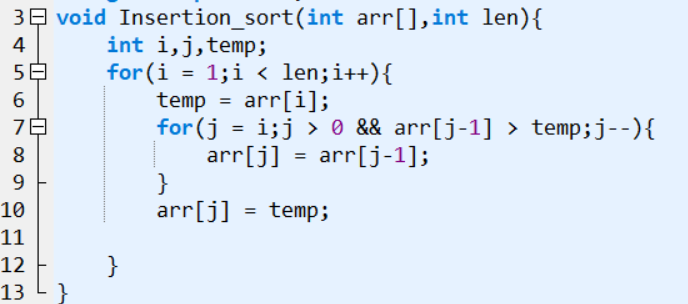 3 void Insertion_sort(int arr[],int len){
4     int i,j,temp;
5     for(i = 1;i < len;i++){
6         temp = arr[i];
7         for(j = i;j > 0 && arr[j-1] > temp;j--){
8             arr[j] = arr[j-1];
9         }
10         arr[j] = temp;
11
12     }
13 }